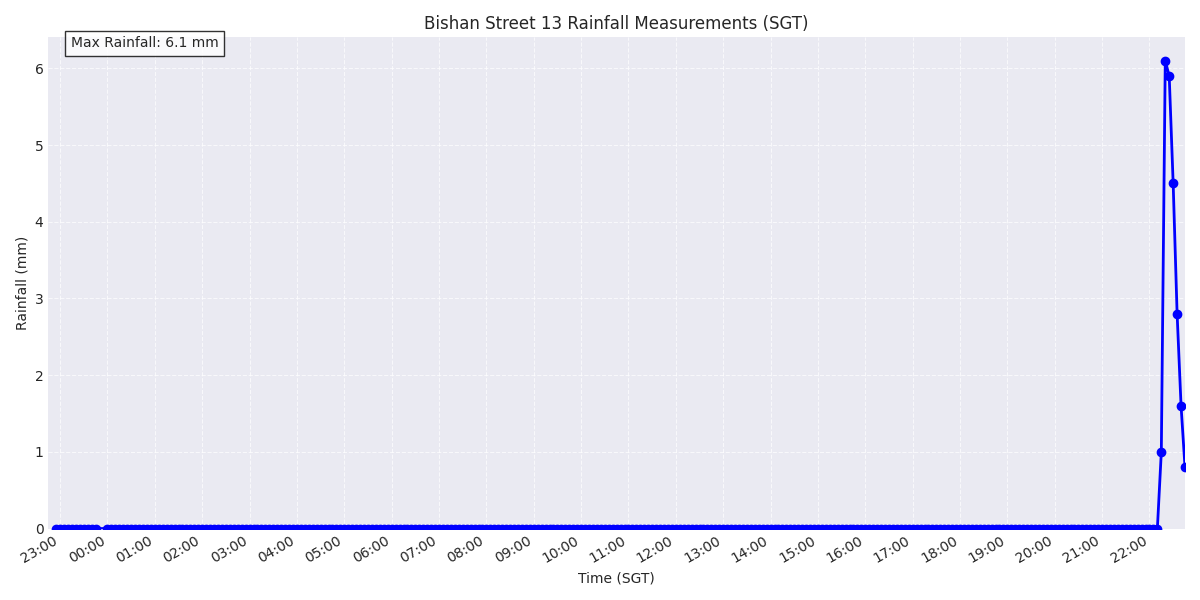 Bishan Street 13 Rainfall Measurements (SGT)
Max Rainfall: 6.1 mm
6
5
4
3
2
1
0
Rainfall (mm)
23:00 00:00 01:00 02:00 03:00 04:00 05:00 06:00 07:00 08:00 09:00 10:00 11:00 12:00 13:00 14:00 15:00 16:00 17:00 18:00 19:00 20:00 21:00 22:00
Time (SGT)